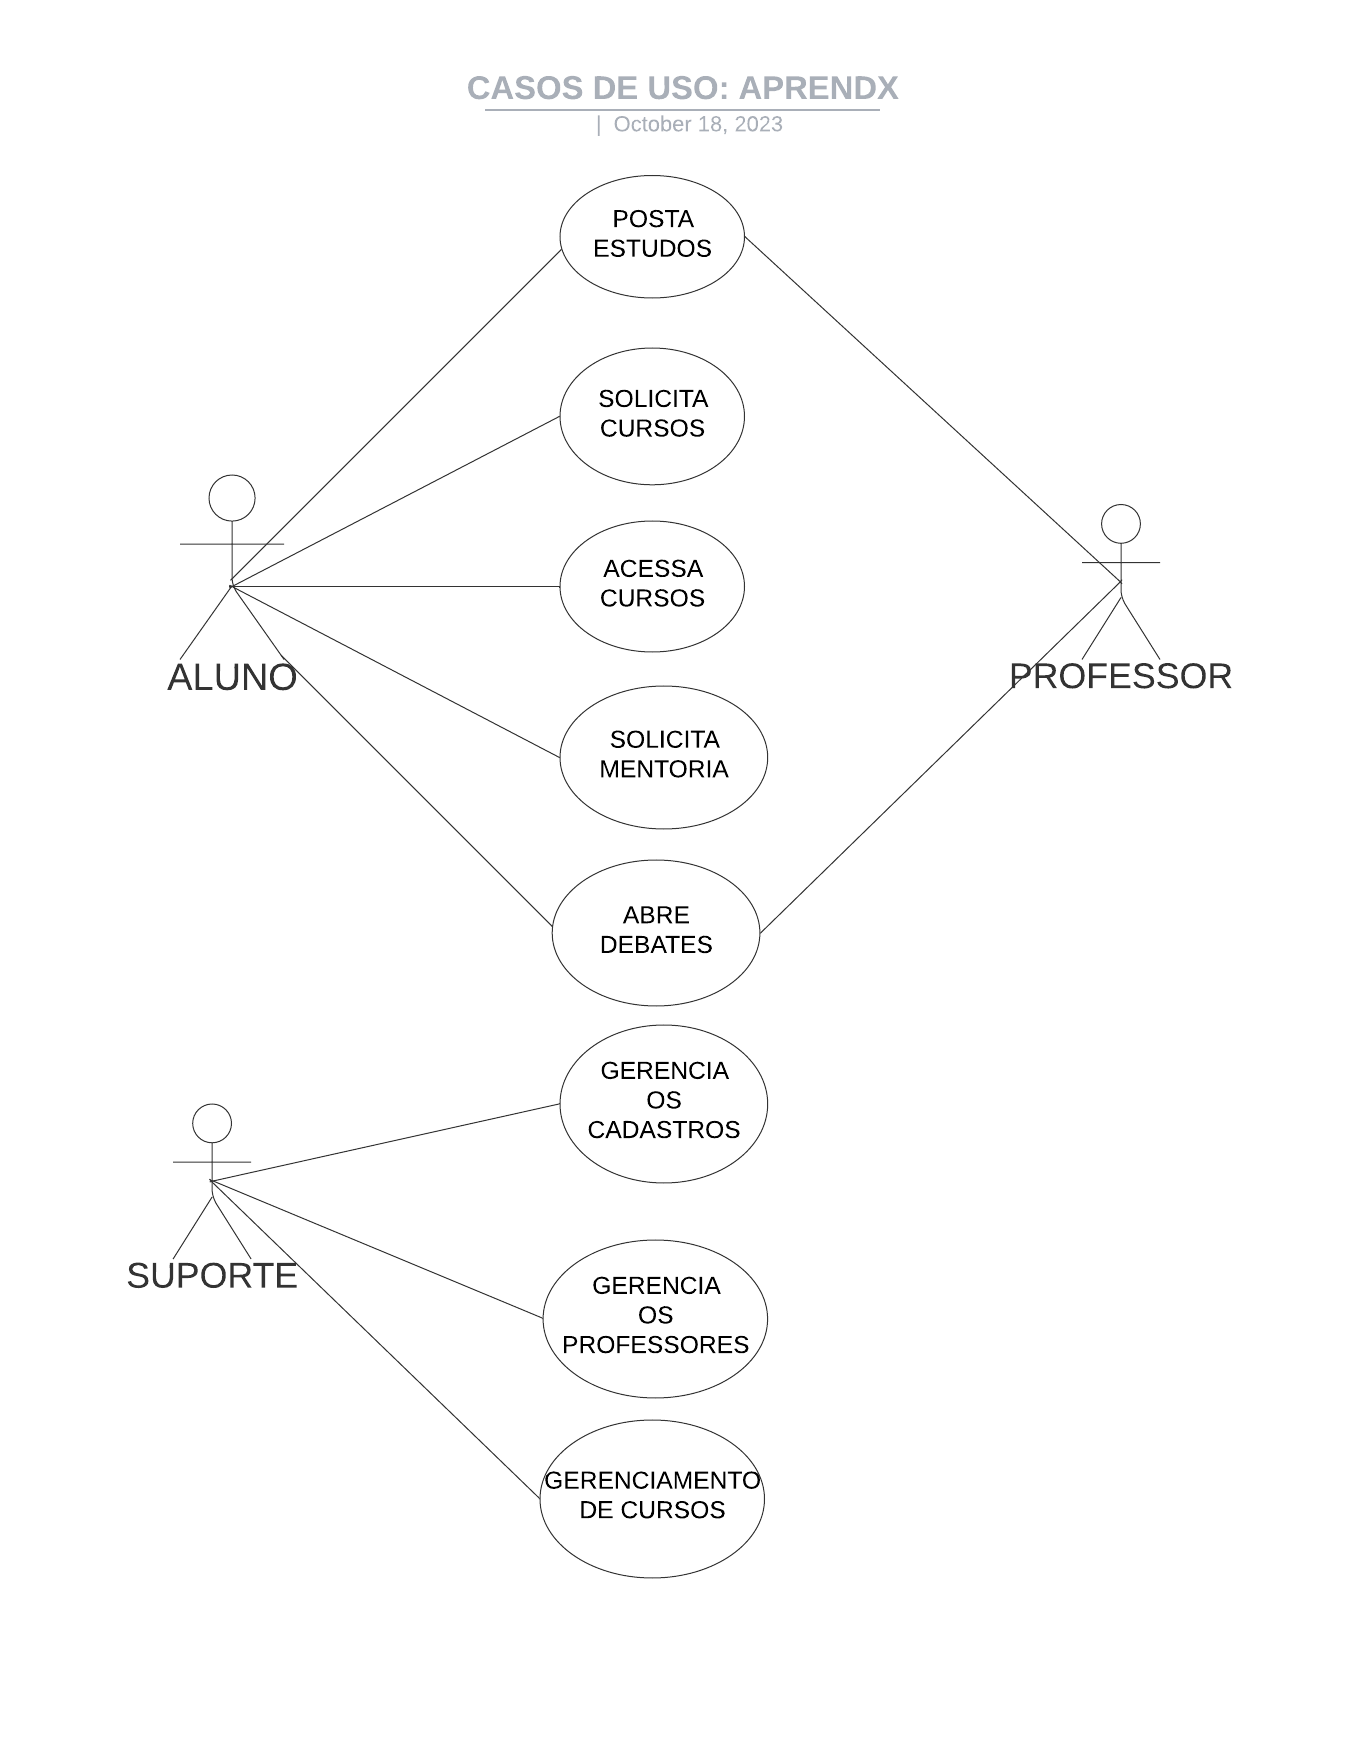 CASOS DE USO: APRENDX
| October 18, 2023
POSTA
ESTUDOS
SOLICITA
CURSOS
ACESSA
CURSOS
ALUNO
PROFESSOR
SOLICITA
MENTORIA
ABRE
DEBATES
GERENCIA
OS
CADASTROS
SUPORTE
GERENCIA
OS
PROFESSORES
GERENCIAMENTO
DE CURSOS